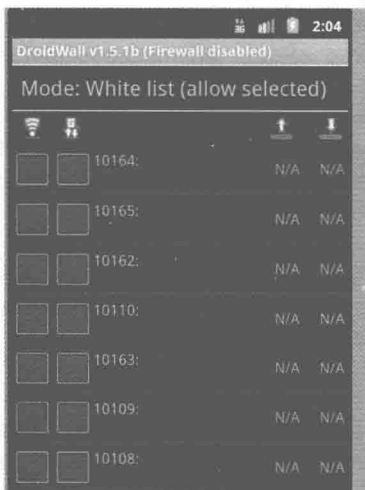 2:04
DroidWall v1.5.1b (Firewall disabled)
Mode: White list (allow selected)
10164: N/A N/A
10165: N/A N/A
10162: N/A N/A
10110: N/A N/A
10163: N/A N/A
10109: N/A N/A
10108: N/A N/A